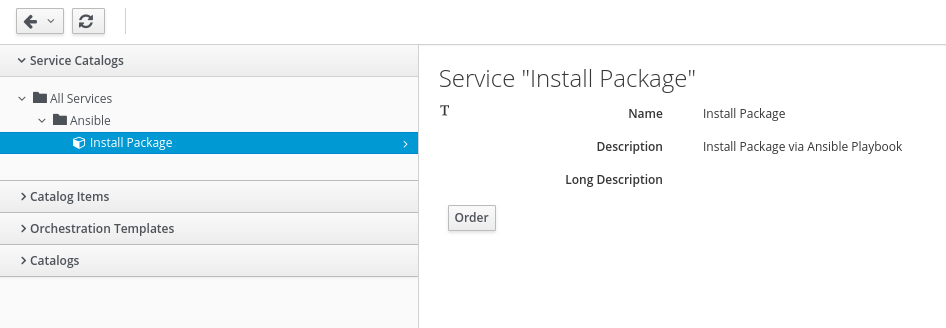 Service Catalogs
All Services
Ansible
Install Package
Catalog Items
Orchestration Templates
Catalogs
Service "Install Package"
T
Name Install Package
Description Install Package via Ansible Playbook
Long Description
Order